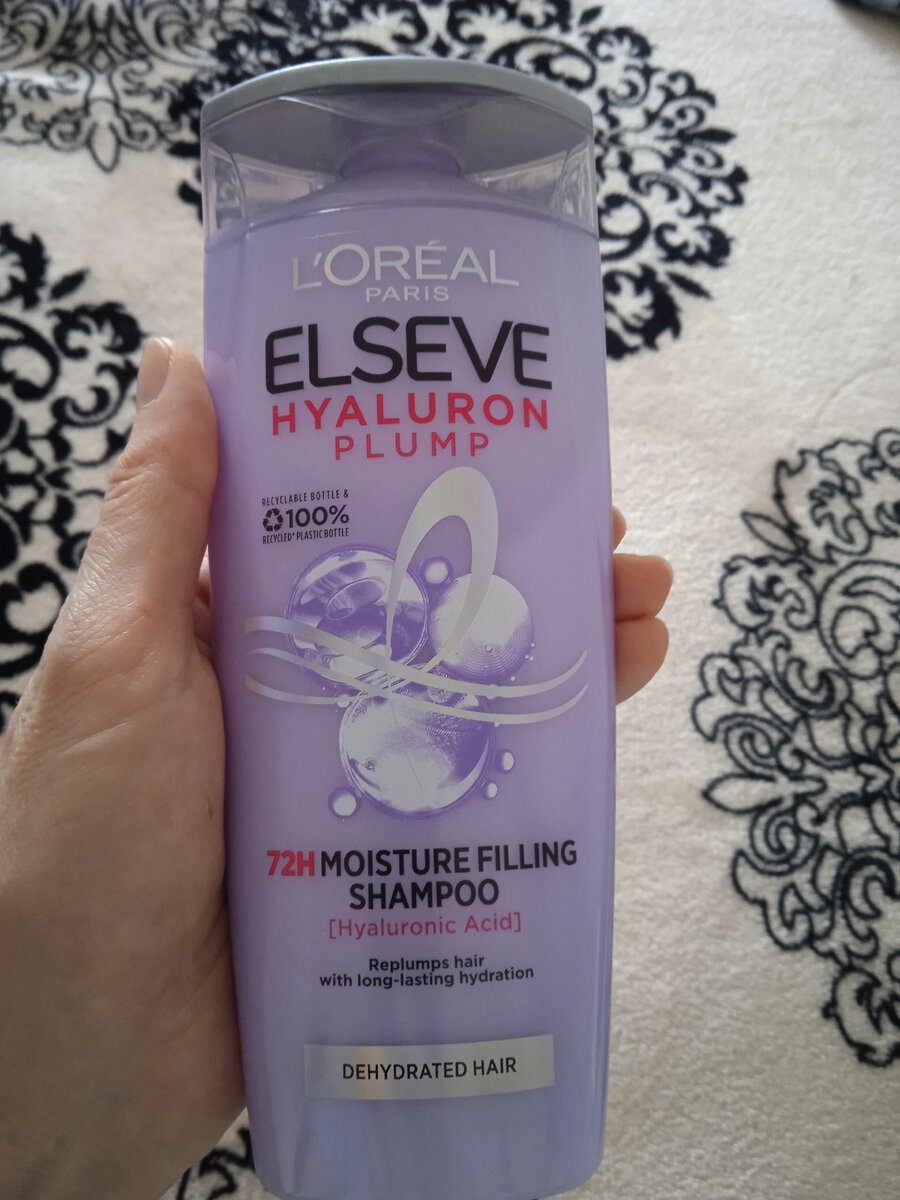 L'ORÉAL
PARIS
ELSEVE
HYALURON
PLUMP
RECYCLABLE BOTTLE &
100%
RECYCLED* PLASTIC BOTTLE
72H MOISTURE FILLING
SHAMPOO
[Hyaluronic Acid]
Replumps hair
with long-lasting hydration
DEHYDRATED HAIR